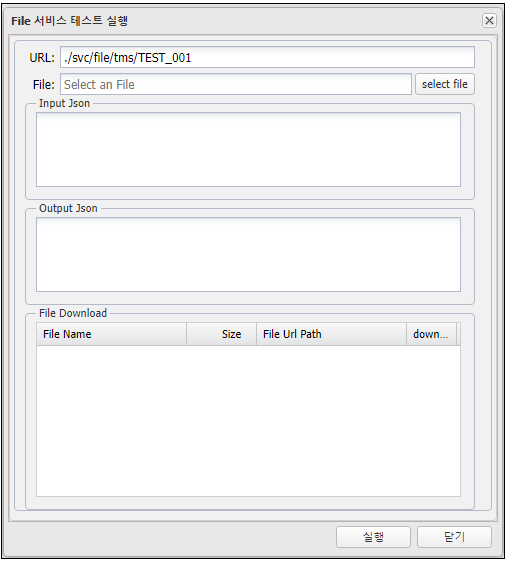 File 서비스 테스트 실행
URL: ./svc/file/tms/TEST_001
File: Select an File select file
Input Json
Output Json
File Download
File Name Size File Url Path down...
실행 닫기